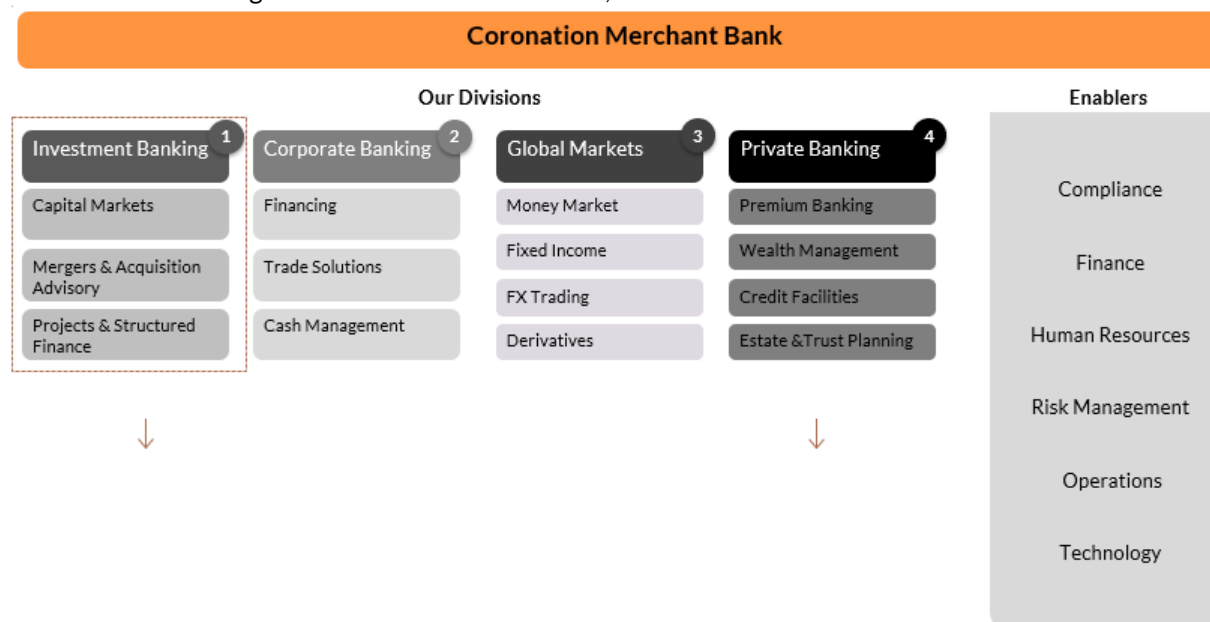 Coronation Merchant Bank
Our Divisions
Enablers
Investment Banking
1
Capital Markets
Mergers & Acquisition
Advisory
Projects & Structured
Finance
Corporate Banking
2
Financing
Trade Solutions
Cash Management
Global Markets
3
Money Market
Fixed Income
FX Trading
Derivatives
Private Banking
4
Premium Banking
Wealth Management
Credit Facilities
Estate &Trust Planning
Compliance
Finance
Human Resources
Risk Management
Operations
Technology